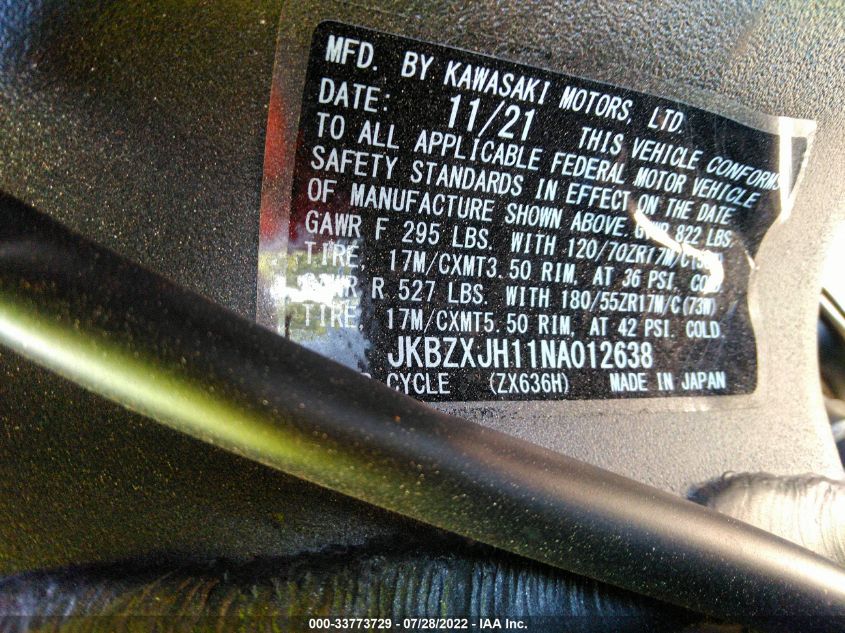 MFD. BY KAWASAKI MOTORS, LTD.
DATE: 11/21 THIS VEHICLE CONFORMS
TO ALL APPLICABLE FEDERAL MOTOR VEHICLE
SAFETY STANDARDS IN EFFECT ON THE DATE
OF MANUFACTURE SHOWN ABOVE. GVWR 822 LBS.
GAWR F 295 LBS. WITH 120/70ZR17M/C
TIRE, 17M/CXMT3.50 RIM, AT 36 PSI. COLD
R 527 LBS. WITH 180/55ZR17M/C(73W)
TIRE, 17M/CXMT5.50 RIM, AT 42 PSI. COLD.
JKBZXJH11NA012638
CYCLE (ZX636H) MADE IN JAPAN
000-33773729 - 07/28/2022 - IAA Inc.